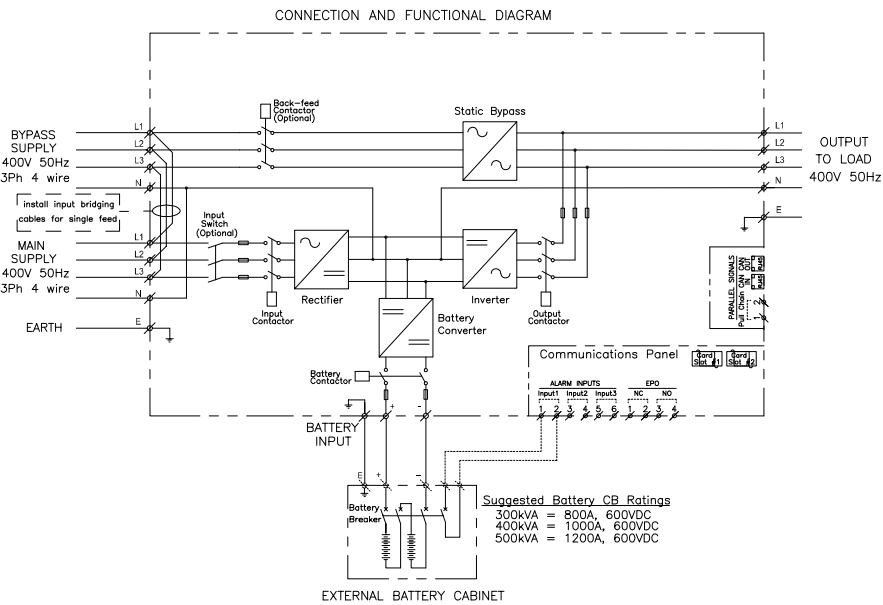 CONNECTION AND FUNCTIONAL DIAGRAM
Back-feed
Contactor
(Optional)
Static Bypass
BYPASS
SUPPLY
400V 50Hz
3Ph 4 wire
L1
L2
L3
N
L1
L2
L3
N
E
OUTPUT
TO LOAD
400V 50Hz
install input bridging
cables for single feed
Input
Switch
(Optional)
MAIN
SUPPLY
400V 50Hz
3Ph 4 wire
L1
L2
L3
N
EARTH
E
Rectifier
Inverter
Input
Contactor
Output
Contactor
Battery
Converter
PARALLEL SIGNALS
Pull Chain CAN CAN
IN OUT
RJ45
RJ45
1 2
Communications Panel
Card
Slot #1
Card
Slot #2
Battery
Contactor
ALARM INPUTS
EPO
Input1 Input2 Input3
NC NO
1 2 3 4 5 6 1 2 3 4
+ -
BATTERY
INPUT
E + -
Battery
Breaker
Suggested Battery CB Ratings
300kVA = 800A, 600VDC
400kVA = 1000A, 600VDC
500kVA = 1200A, 600VDC
EXTERNAL BATTERY CABINET